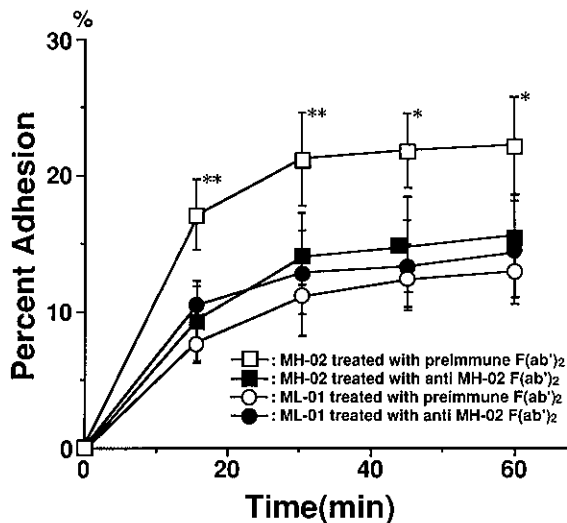 %
30
20
10
0
Percent Adhesion
**
**
*
*
□ : MH-02 treated with preimmune F(ab')₂
■ : MH-02 treated with anti MH-02 F(ab')₂
○ : ML-01 treated with preimmune F(ab')₂
● : ML-01 treated with anti MH-02 F(ab')₂
0 20 40 60
Time(min)